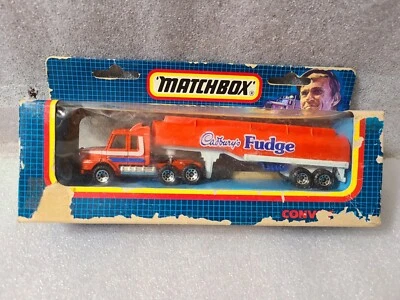 "MATCHBOX"®
Cadbury's Fudge
CONV